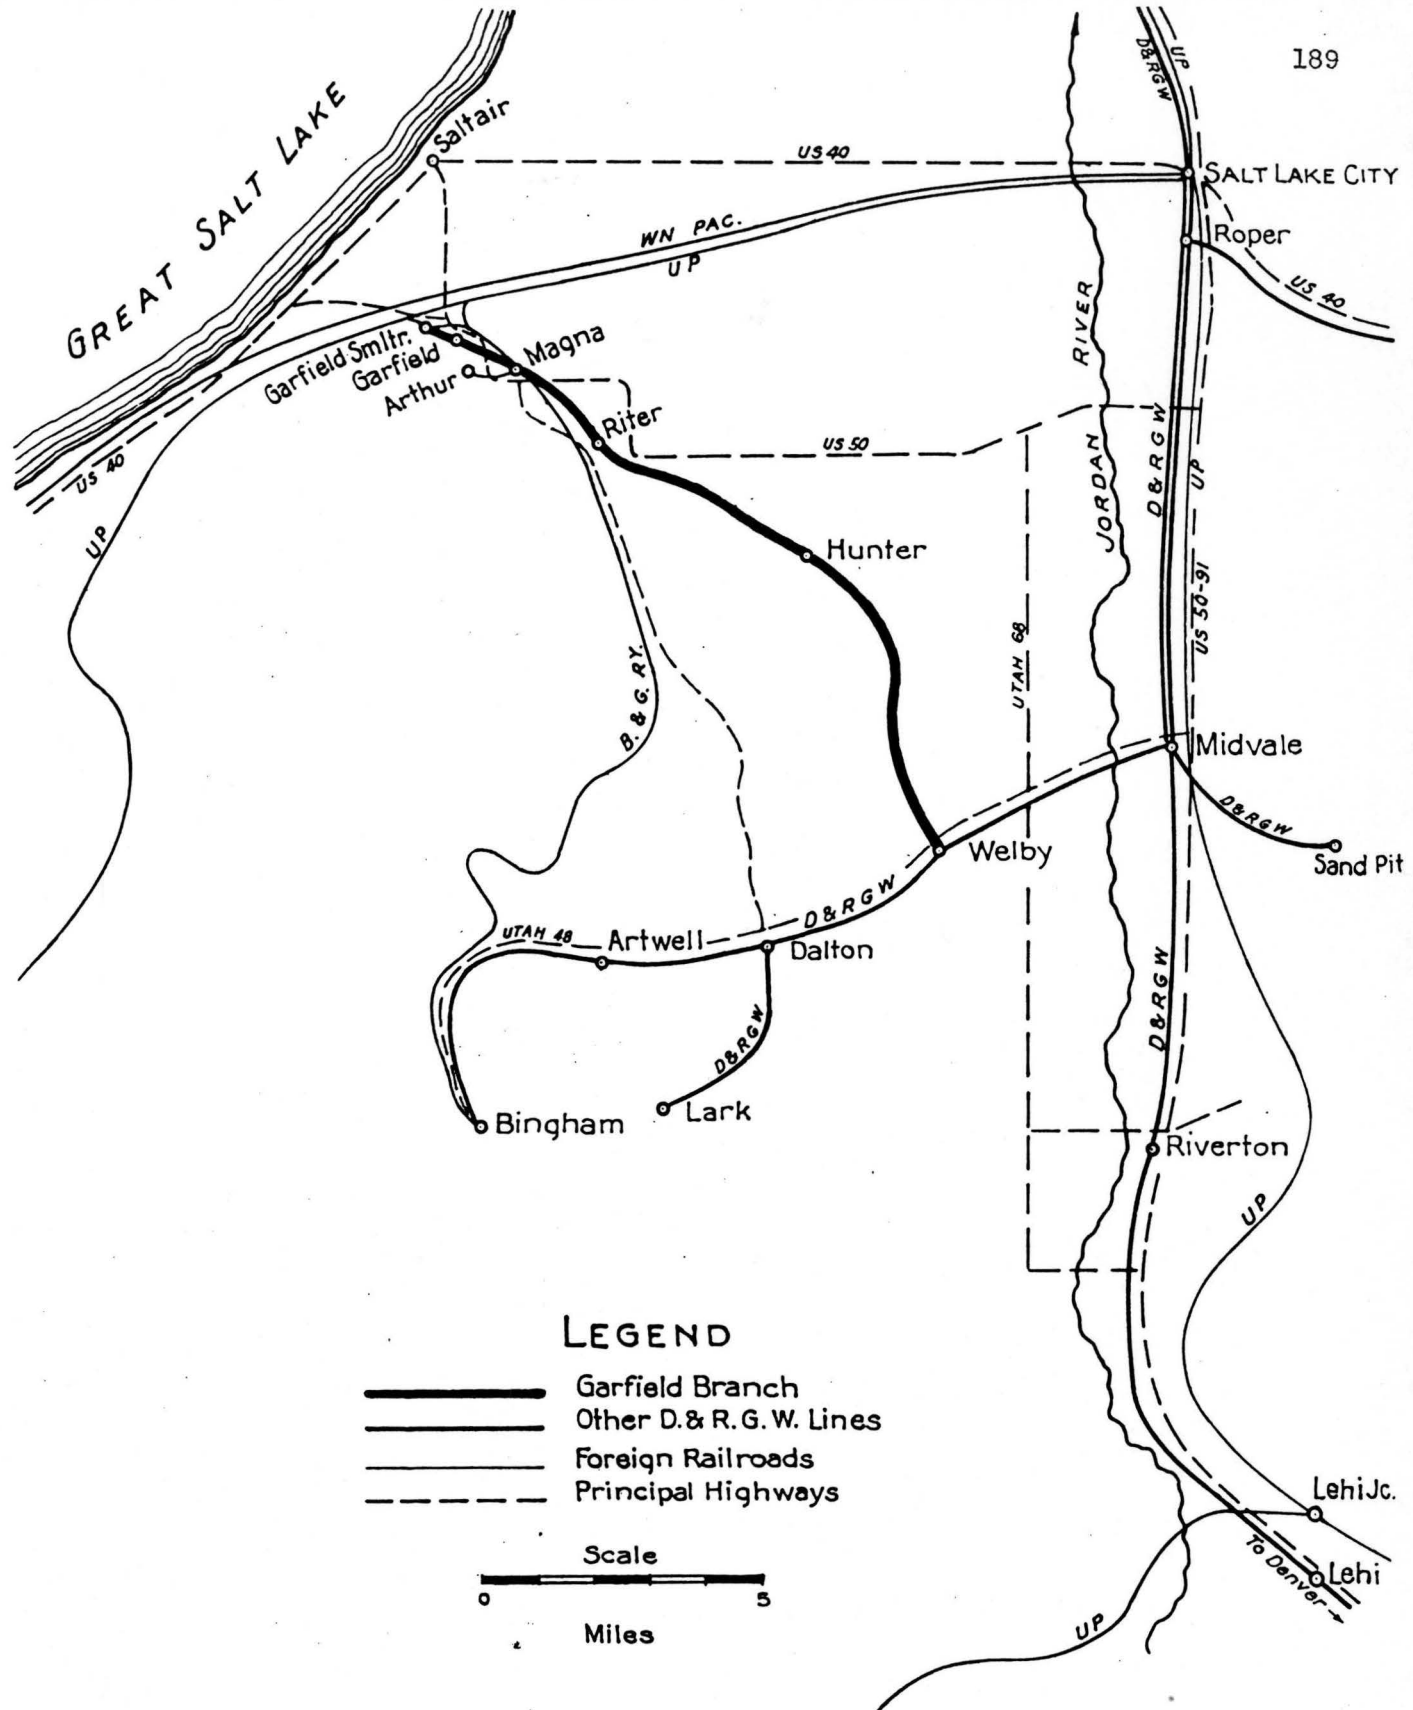 189
UP
D&RGW
GREAT SALT LAKE
Saltair
US 40
SALT LAKE CITY
WN PAC.
UP
Roper
US 40
RIVER
Garfield Smltr.
Garfield
Arthur
Magna
Riter
US 50
US 40
UP
JORDAN
D&RGW
UP
Hunter
US 50-91
UTAH 68
B. & G. RY.
Midvale
D&RGW
Sand Pit
Welby
D&RGW
UTAH 48
Artwell
Dalton
D&RGW
D&RGW
Lark
Bingham
Riverton
UP
LEGEND
Garfield Branch
Other D. & R. G. W. Lines
Foreign Railroads
Principal Highways
Lehi Jc.
Scale
To Denver
Lehi
0 5
Miles
UP